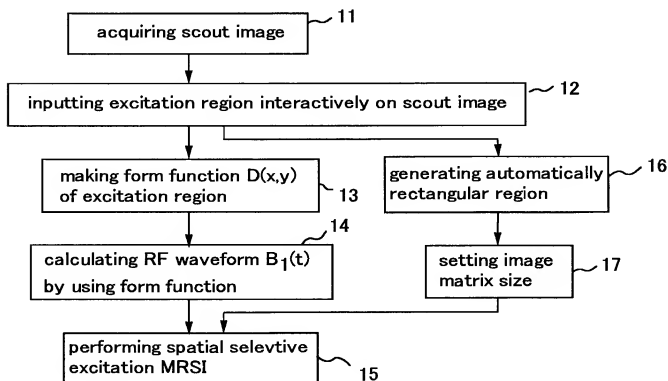 acquiring scout image
11
inputting excitation region interactively on scout image
12
making form function D(x,y)
of excitation region
13
generating automatically
rectangular region
16
calculating RF waveform B1(t)
by using form function
14
setting image
matrix size
17
performing spatial selevtive
excitation MRSI
15